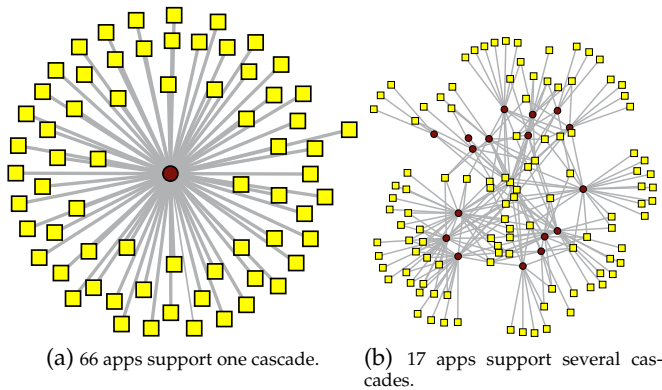 (a) 66 apps support one cascade.
(b) 17 apps support several cas-
cades.